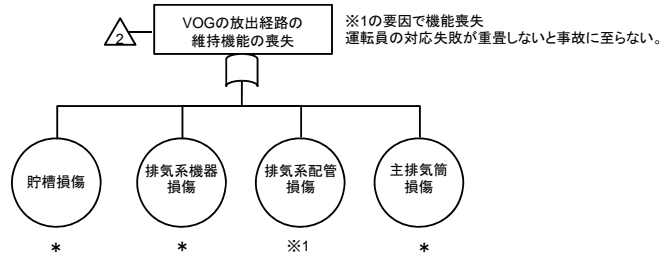 VOGの放出経路の
維持機能の喪失
※1の要因で機能喪失
運転員の対応失敗が重畳しないと事故に至らない。
2
貯槽損傷
排気系機器
損傷
排気系配管
損傷
主排気筒
損傷
＊
＊
※1
＊